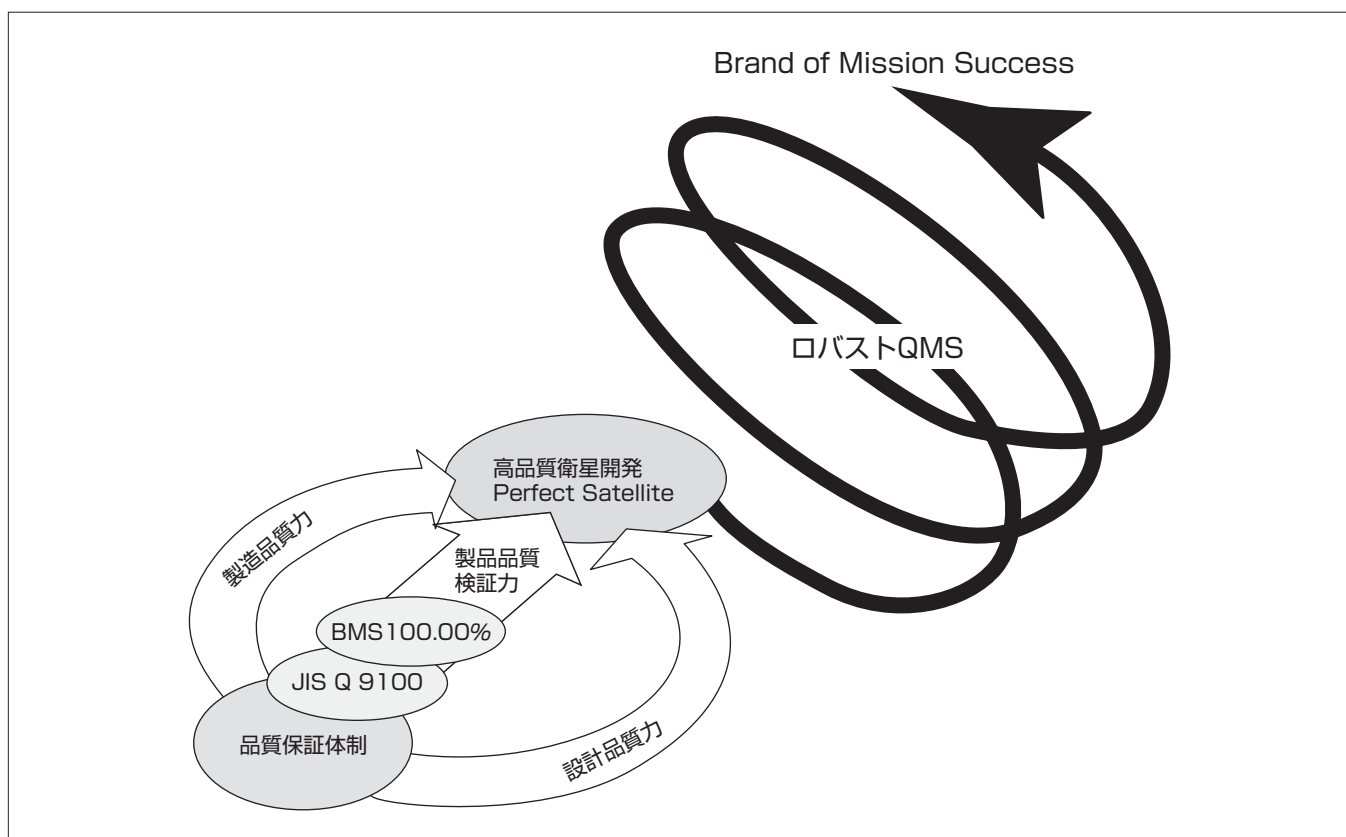 Brand of Mission Success
ロバストQMS
高品質衛星開発
Perfect Satellite
製造品質力
製品品質
検証力
BMS100.00%
JIS Q 9100
品質保証体制
設計品質力